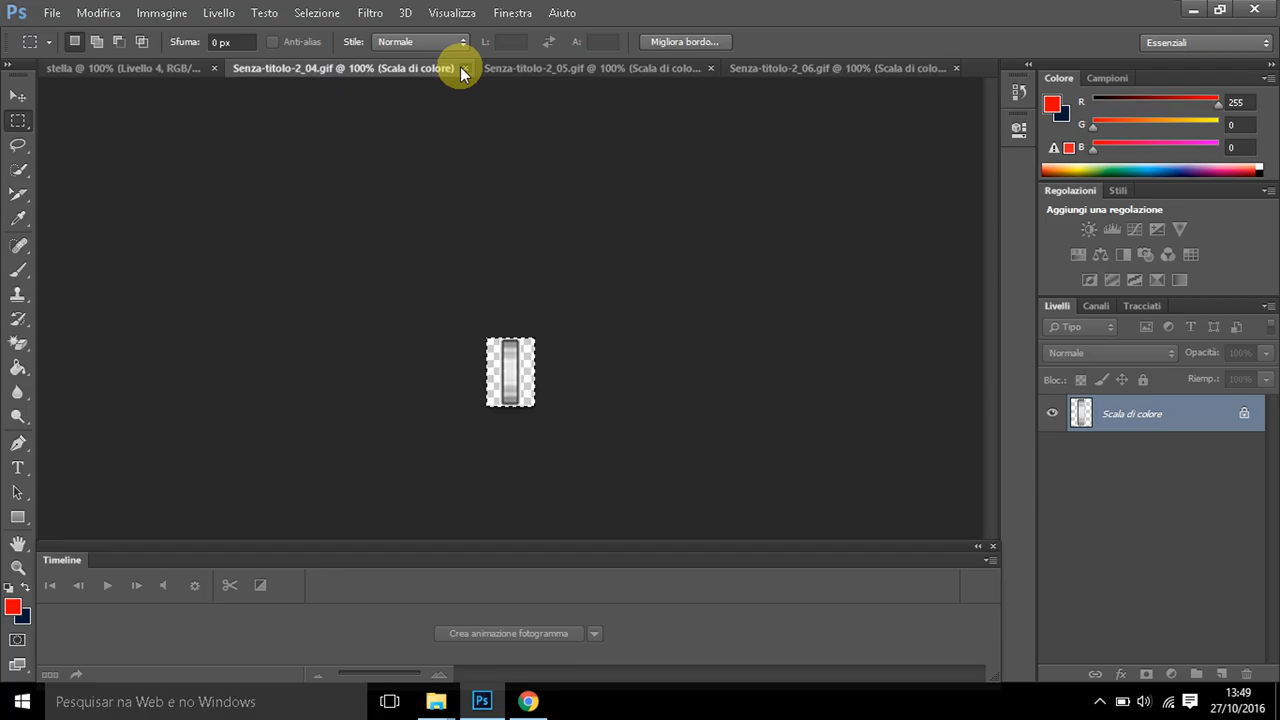 Ps File Modifica Immagine Livello Testo Selezione Filtro 3D Visualizza Finestra Aiuto
Sfuma: 0 px Anti-alias Stile: Normale L: A: Migliora bordo... Essenziali
stella @ 100% (Livello 4, RGB/... Senza-titolo-2_04.gif @ 100% (Scala di colore) Senza-titolo-2_05.gif @ 100% (Scala di colo... Senza-titolo-2_06.gif @ 100% (Scala di colo...
Colore Campioni
R 255
G 0
B 0
Regolazioni Stili
Aggiungi una regolazione
Livelli Canali Tracciati
Tipo
Normale Opacità: 100%
Bloc.: Riemp.: 100%
Scala di colore
Timeline
Crea animazione fotogramma
Pesquisar na Web e no Windows
Ps
13:49
27/10/2016